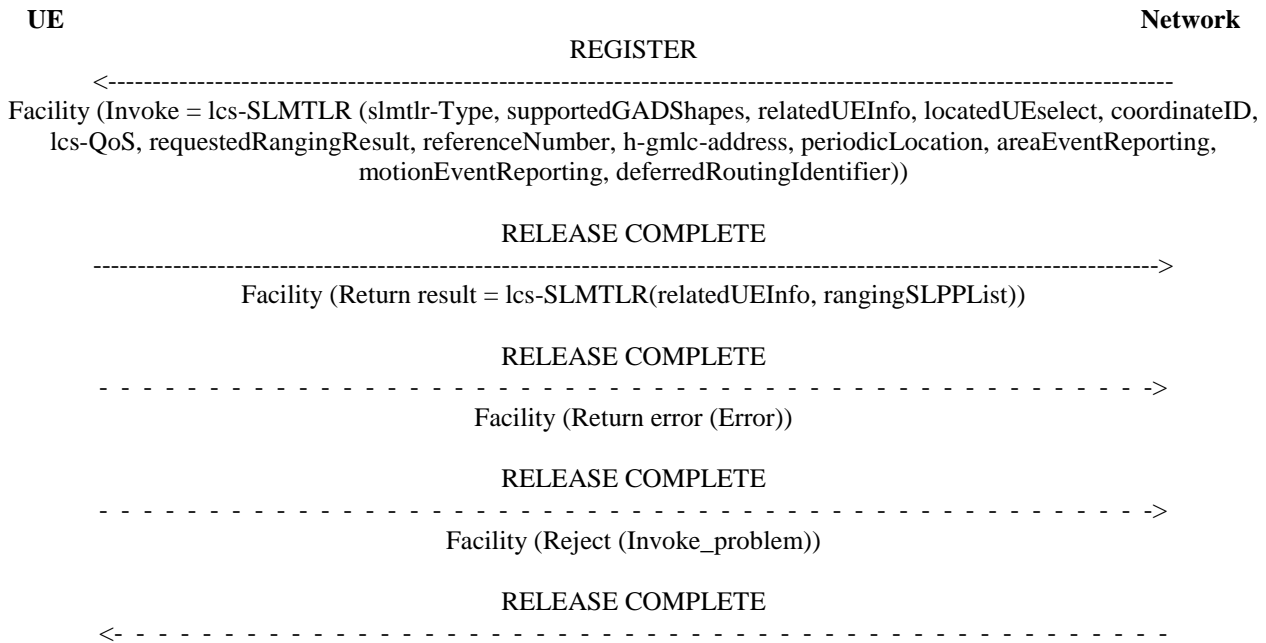 UE Network
REGISTER
<------------------------------------------------------------------------------------------------------------------------
Facility (Invoke = lcs-SLMTLR (slmtlr-Type, supportedGADShapes, relatedUEInfo, locatedUEselect, coordinateID,
lcs-QoS, requestedRangingResult, referenceNumber, h-gmlc-address, periodicLocation, areaEventReporting,
motionEventReporting, deferredRoutingIdentifier))
RELEASE COMPLETE
------------------------------------------------------------------------------------------------------------------------>
Facility (Return result = lcs-SLMTLR(relatedUEInfo, rangingSLPPList))
RELEASE COMPLETE
- - - - - - - - - - - - - - - - - - - - - - - - - - - - - - - - - - - - - - - - - - - - - - - ->
Facility (Return error (Error))
RELEASE COMPLETE
- - - - - - - - - - - - - - - - - - - - - - - - - - - - - - - - - - - - - - - - - - - - - - - ->
Facility (Reject (Invoke_problem))
RELEASE COMPLETE
<- - - - - - - - - - - - - - - - - - - - - - - - - - - - - - - - - - - - - - - - - - - - - - - -